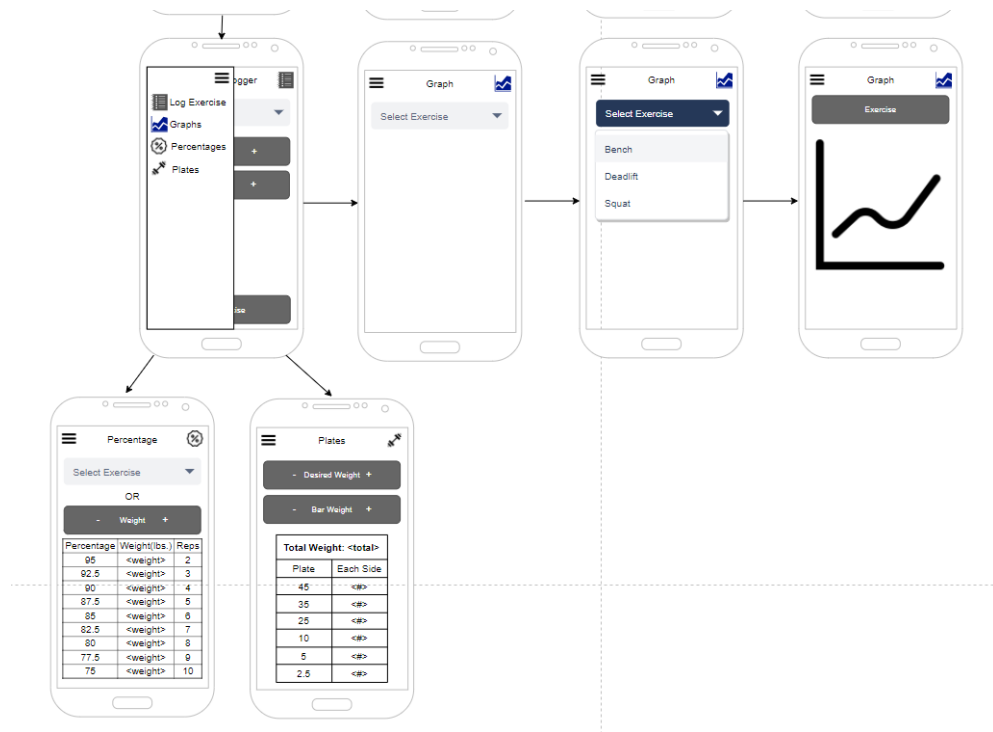 ogger
Log Exercise
Graphs
Percentages
Plates
+
+
ise
Graph
Select Exercise
Graph
Select Exercise
Bench
Deadlift
Squat
Graph
Exercise
Percentage
Select Exercise
OR
- Weight +
Percentage Weight(lbs.) Reps
95 <weight> 2
92.5 <weight> 3
90 <weight> 4
87.5 <weight> 5
85 <weight> 6
82.5 <weight> 7
80 <weight> 8
77.5 <weight> 9
75 <weight> 10
Plates
- Desired Weight +
- Bar Weight +
Total Weight: <total>
Plate Each Side
45 <#>
35 <#>
25 <#>
10 <#>
5 <#>
2.5 <#>